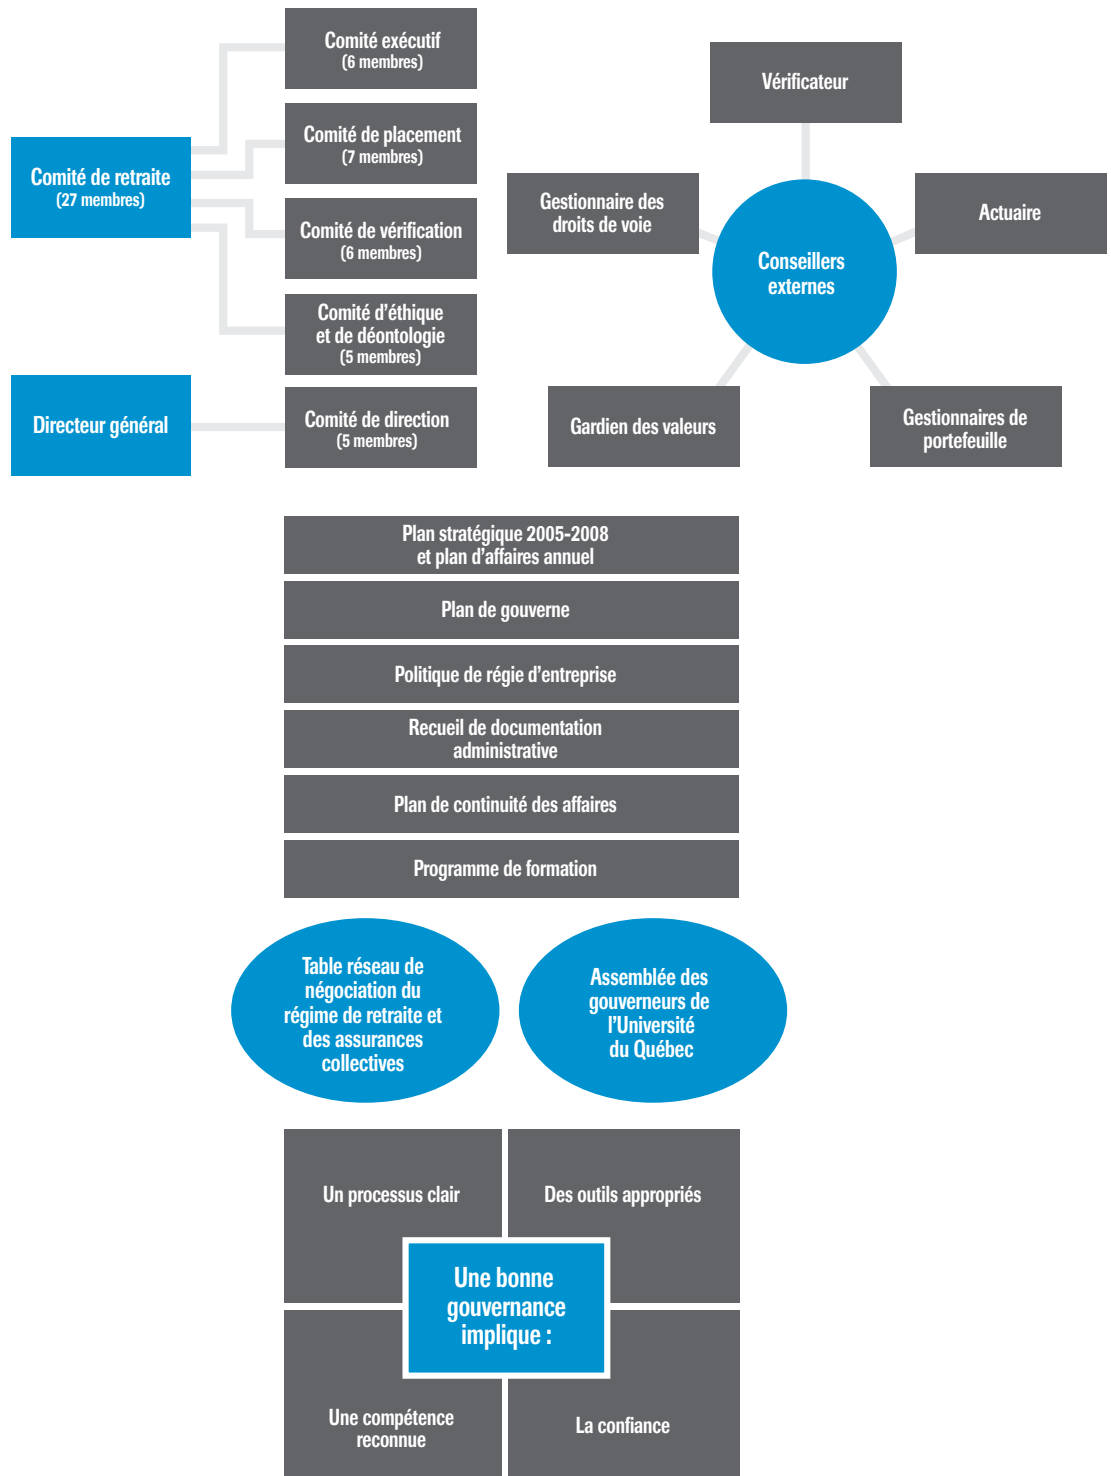 Comité exécutif
(6 membres)
Comité de placement
(7 membres)
Comité de retraite
(27 membres)
Comité de vérification
(6 membres)
Comité d’éthique
et de déontologie
(5 membres)
Directeur général
Comité de direction
(5 membres)
Vérificateur
Gestionnaire des
droits de voie
Actuaire
Conseillers
externes
Gardien des valeurs
Gestionnaires de
portefeuille
Plan stratégique 2005-2008
et plan d’affaires annuel
Plan de gouverne
Politique de régie d’entreprise
Recueil de documentation
administrative
Plan de continuité des affaires
Programme de formation
Table réseau de
négociation du
régime de retraite et
des assurances
collectives
Assemblée des
gouverneurs de
l’Université
du Québec
Un processus clair
Des outils appropriés
Une bonne
gouvernance
implique :
Une compétence
reconnue
La confiance